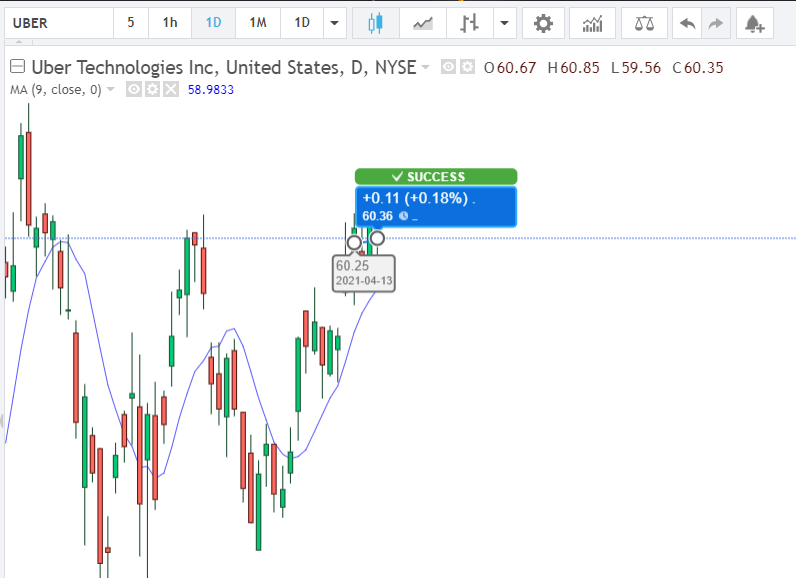 UBER 5 1h 1D 1M 1D
Uber Technologies Inc, United States, D, NYSE O60.67 H60.85 L59.56 C60.35
MA (9, close, 0) 58.9833
✓ SUCCESS
+0.11 (+0.18%) .
60.36 _
60.25
2021-04-13